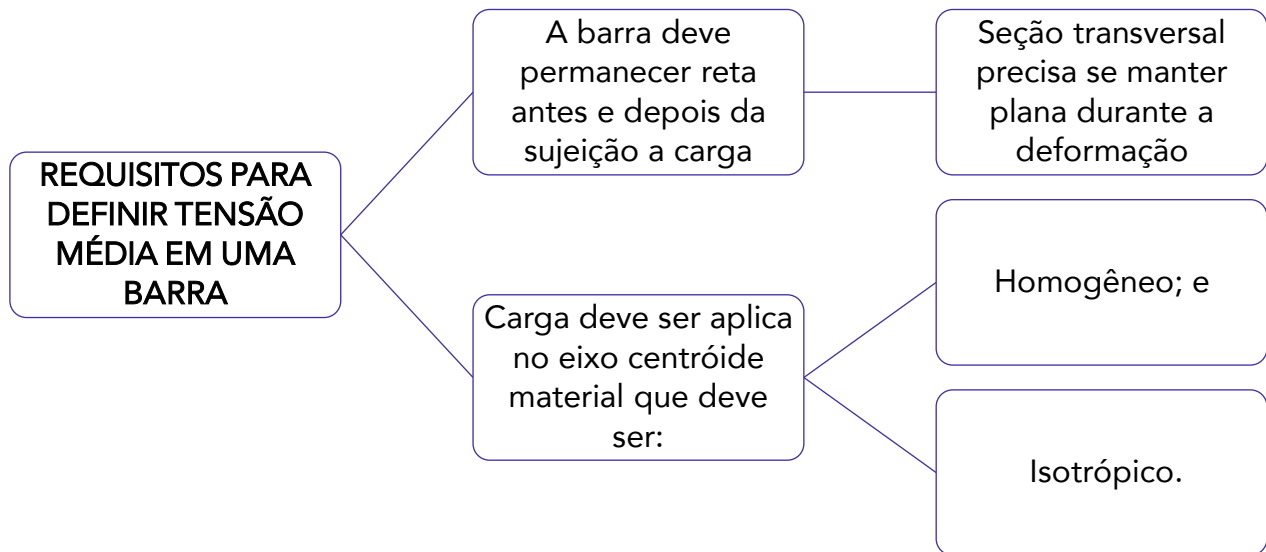 REQUISITOS PARA
DEFINIR TENSÃO
MÉDIA EM UMA
BARRA
A barra deve
permanecer reta
antes e depois da
sujeição a carga
Seção transversal
precisa se manter
plana durante a
deformação
Carga deve ser aplica
no eixo centróide
material que deve
ser:
Homogêneo; e
Isotrópico.